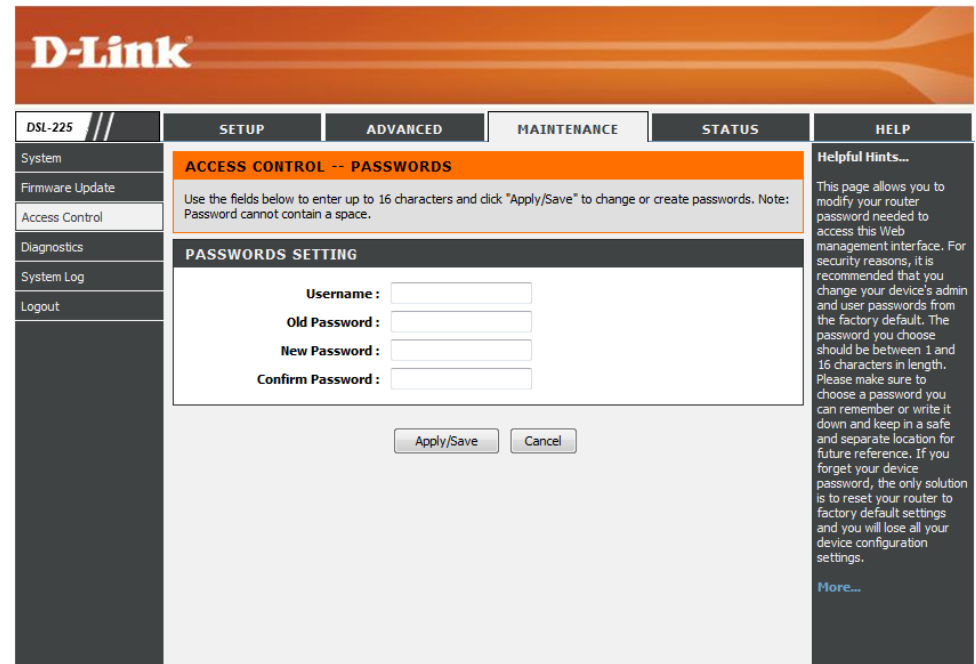 D-Link
DSL-225
SETUP
ADVANCED
MAINTENANCE
STATUS
HELP
System
Firmware Update
Access Control
Diagnostics
System Log
Logout
ACCESS CONTROL -- PASSWORDS
Use the fields below to enter up to 16 characters and click "Apply/Save" to change or create passwords. Note:
Password cannot contain a space.
PASSWORDS SETTING
Username :
Old Password :
New Password :
Confirm Password :
Apply/Save
Cancel
Helpful Hints...
This page allows you to
modify your router
password needed to
access this Web
management interface. For
security reasons, it is
recommended that you
change your device's admin
and user passwords from
the factory default. The
password you choose
should be between 1 and
16 characters in length.
Please make sure to
choose a password you
can remember or write it
down and keep in a safe
and separate location for
future reference. If you
forget your device
password, the only solution
is to reset your router to
factory default settings
and you will lose all your
device configuration
settings.
More...